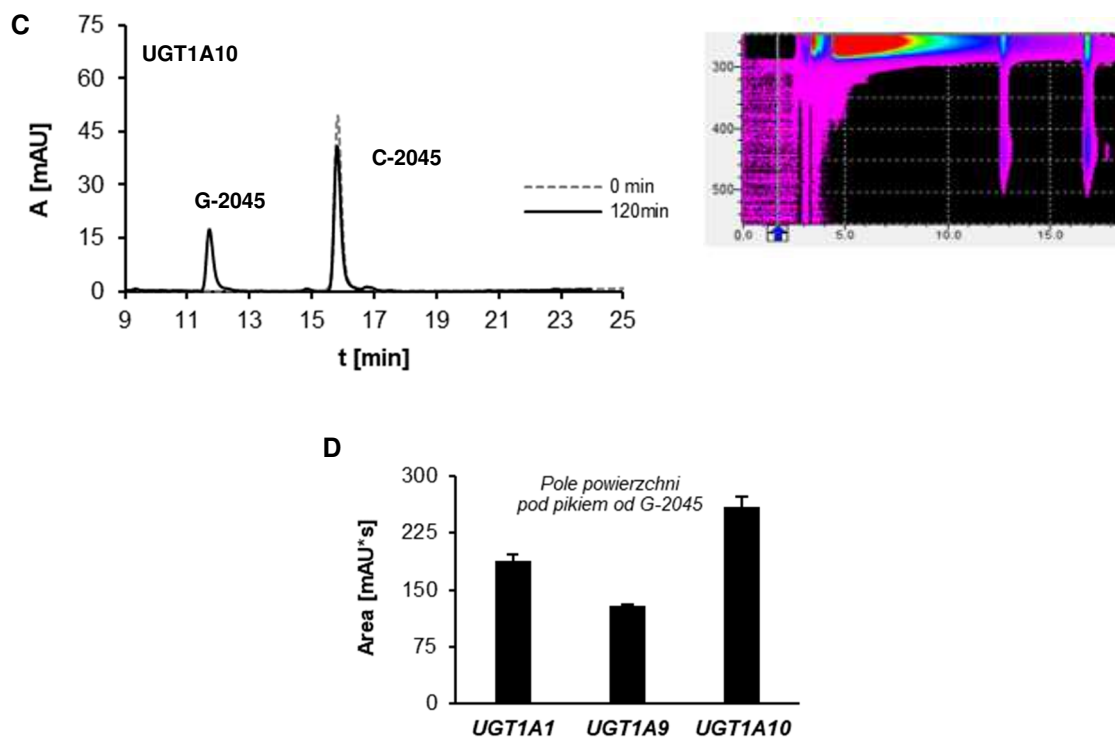 C
75
UGT1A10
60
45
A [mAU]
C-2045
30
G-2045
0 min
120min
15
0
9 11 13 15 17 19 21 23 25
t [min]
300
400
500
0.0 5.0 10.0 15.0
D
300
Pole powierzchni
pod pikiem od G-2045
225
Area [mAU*s]
150
75
0
UGT1A1 UGT1A9 UGT1A10